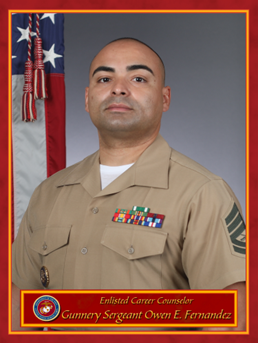 Enlisted Career Counselor
Gunnery Sergeant Owen E. Fernandez